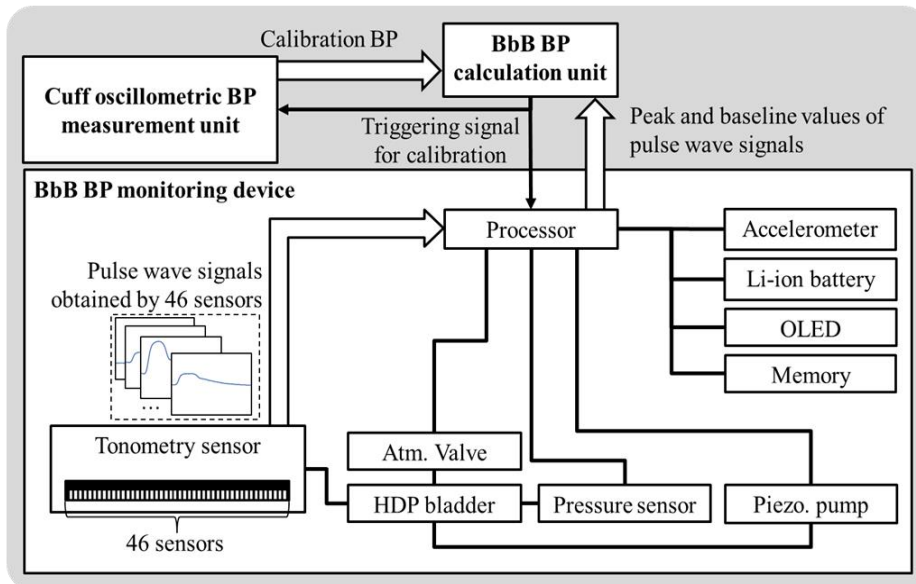 Calibration BP
BbB BP
calculation unit
Cuff oscillometric BP
measurement unit
Triggering signal
for calibration
Peak and baseline values of
pulse wave signals
BbB BP monitoring device
Processor
Accelerometer
Li-ion battery
OLED
Memory
Pulse wave signals
obtained by 46 sensors
...
Tonometry sensor
46 sensors
Atm. Valve
HDP bladder
Pressure sensor
Piezo. pump